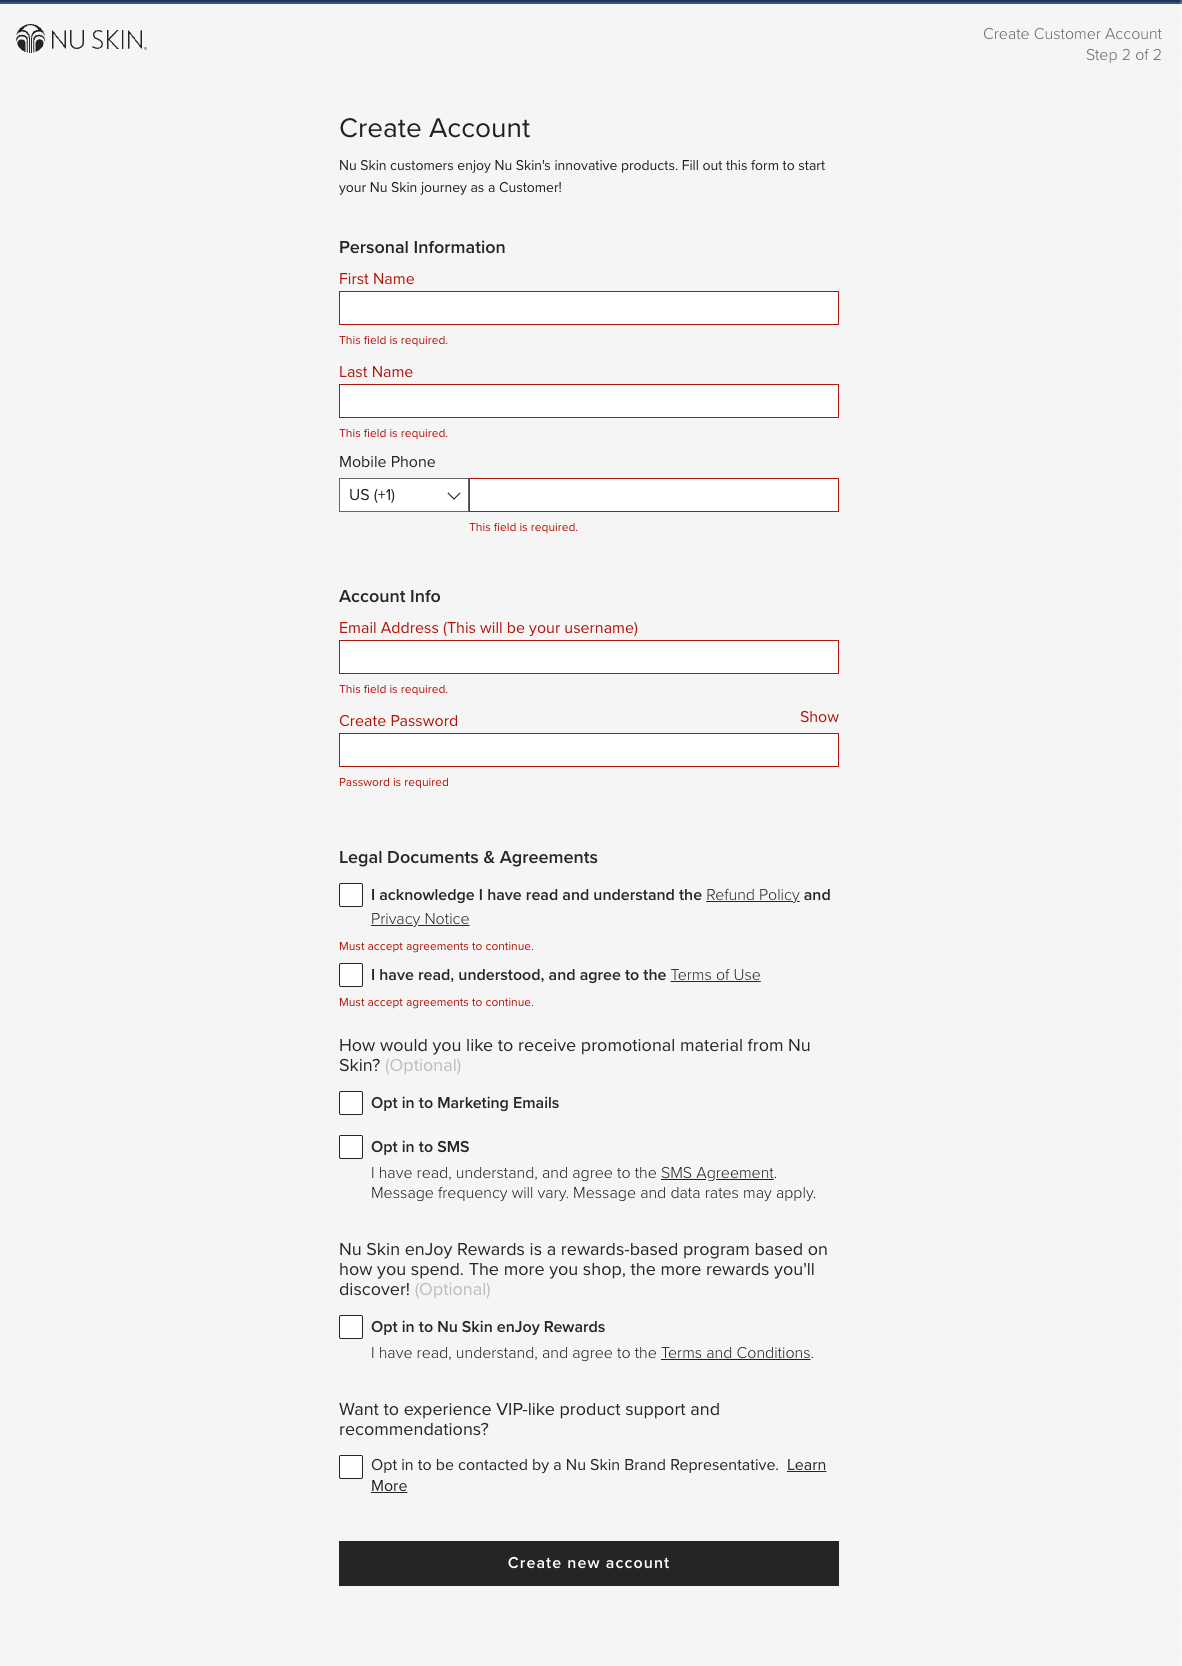 NU SKIN.
Create Customer Account
Step 2 of 2
Create Account
Nu Skin customers enjoy Nu Skin's innovative products. Fill out this form to start
your Nu Skin journey as a Customer!
Personal Information
First Name
This field is required.
Last Name
This field is required.
Mobile Phone
US (+1)
This field is required.
Account Info
Email Address (This will be your username)
This field is required.
Create Password
Show
Password is required
Legal Documents & Agreements
I acknowledge I have read and understand the Refund Policy and
Privacy Notice
Must accept agreements to continue.
I have read, understood, and agree to the Terms of Use
Must accept agreements to continue.
How would you like to receive promotional material from Nu
Skin? (Optional)
Opt in to Marketing Emails
Opt in to SMS
I have read, understand, and agree to the SMS Agreement.
Message frequency will vary. Message and data rates may apply.
Nu Skin enJoy Rewards is a rewards-based program based on
how you spend. The more you shop, the more rewards you'll
discover! (Optional)
Opt in to Nu Skin enJoy Rewards
I have read, understand, and agree to the Terms and Conditions.
Want to experience VIP-like product support and
recommendations?
Opt in to be contacted by a Nu Skin Brand Representative. Learn
More
Create new account